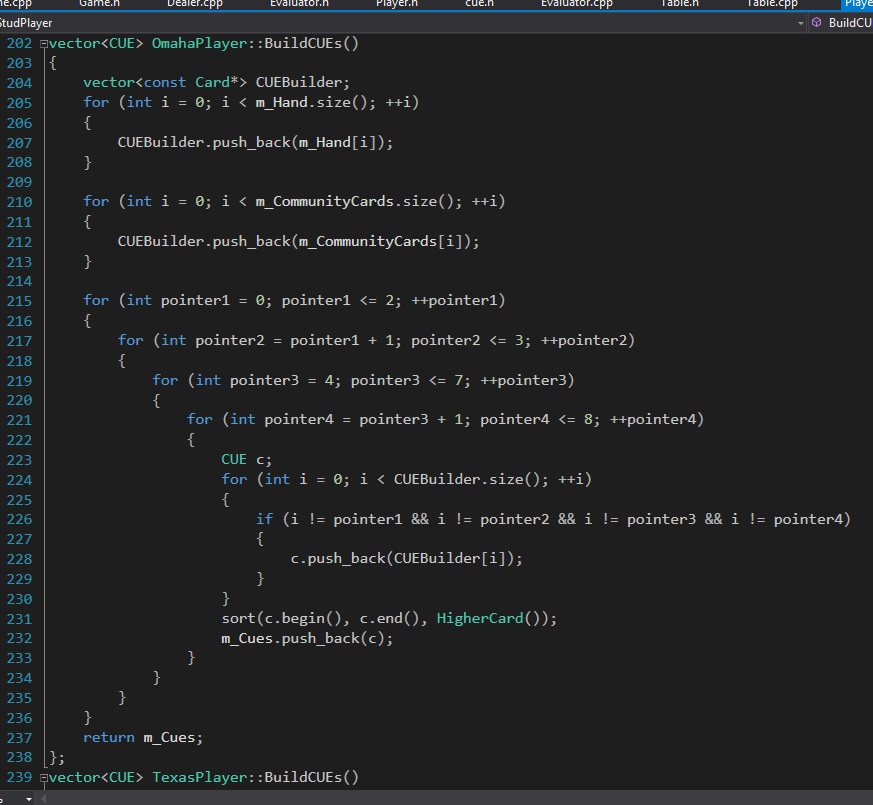 ne.cpp Game.h Dealer.cpp Evaluator.h Player.h cue.h Evaluator.cpp Table.h Table.cpp Playe
StudPlayer BuildCU
202 vector<CUE> OmahaPlayer::BuildCUEs()
203 {
204 vector<const Card*> CUEBuilder;
205 for (int i = 0; i < m_Hand.size(); ++i)
206 {
207 CUEBuilder.push_back(m_Hand[i]);
208 }
209
210 for (int i = 0; i < m_CommunityCards.size(); ++i)
211 {
212 CUEBuilder.push_back(m_CommunityCards[i]);
213 }
214
215 for (int pointer1 = 0; pointer1 <= 2; ++pointer1)
216 {
217 for (int pointer2 = pointer1 + 1; pointer2 <= 3; ++pointer2)
218 {
219 for (int pointer3 = 4; pointer3 <= 7; ++pointer3)
220 {
221 for (int pointer4 = pointer3 + 1; pointer4 <= 8; ++pointer4)
222 {
223 CUE c;
224 for (int i = 0; i < CUEBuilder.size(); ++i)
225 {
226 if (i != pointer1 && i != pointer2 && i != pointer3 && i != pointer4)
227 {
228 c.push_back(CUEBuilder[i]);
229 }
230 }
231 sort(c.begin(), c.end(), HigherCard());
232 m_Cues.push_back(c);
233 }
234 }
235 }
236 }
237 return m_Cues;
238 };
239 vector<CUE> TexasPlayer::BuildCUEs()